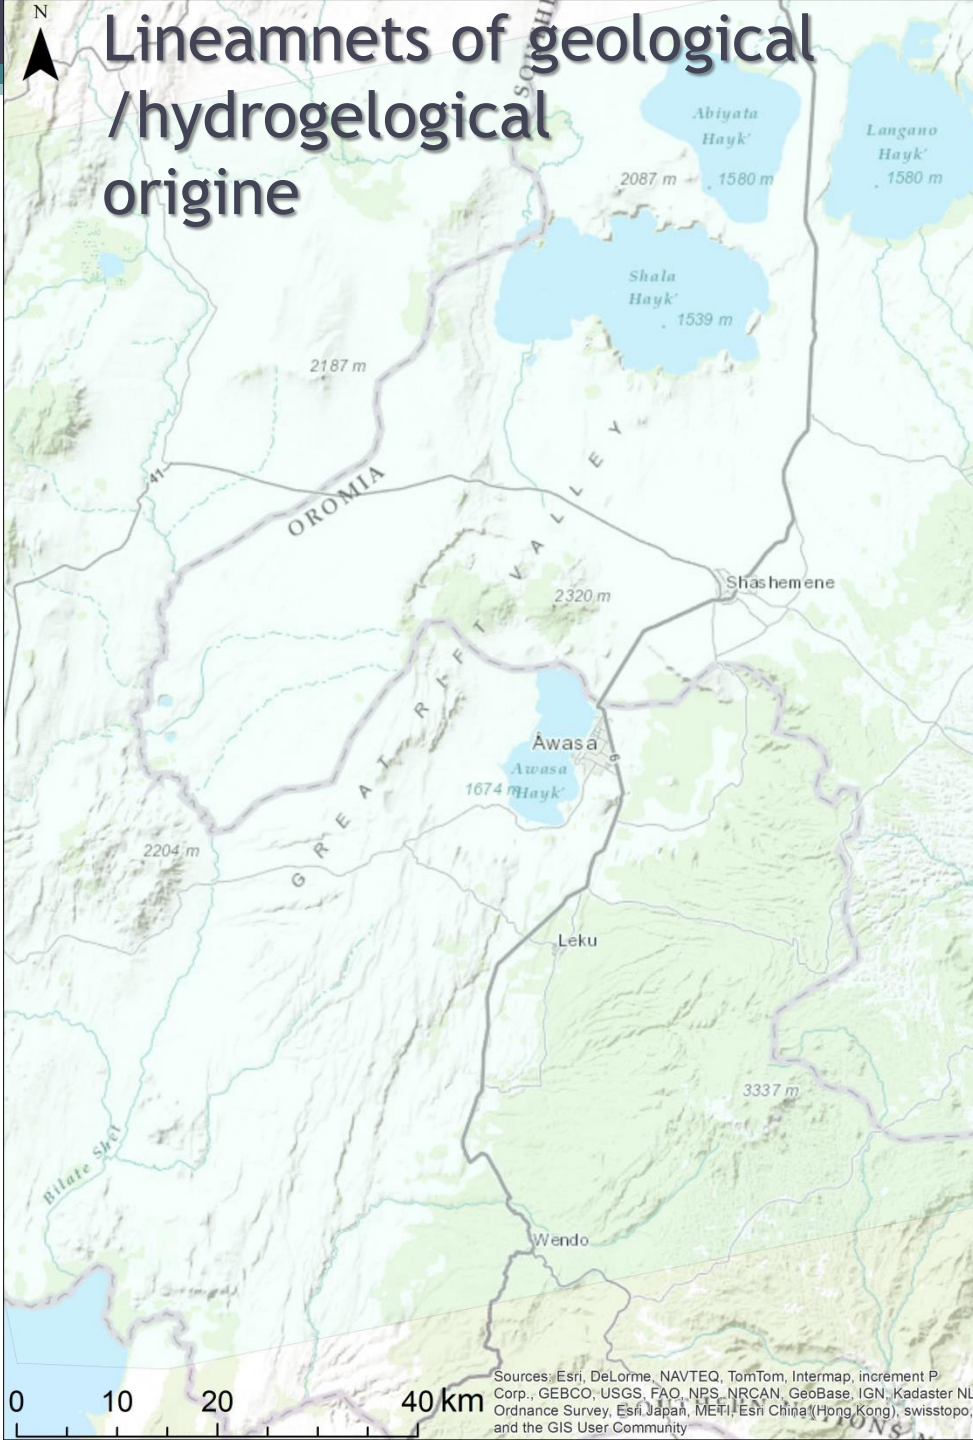 N
Lineamnets of geological
/hydrogelogical
origine
SOUTH
Abiyata
Hayk'
1580 m
Langano
Hayk'
1580 m
2087 m
Shala
Hayk'
1539 m
2187 m
41
OROMIA
GREAT RIFT VALLEY
Shashemene
2320 m
Āwasa
6
Awasa
Hayk'
1674 m
2204 m
Leku
3337 m
Bilate Shet
Wendo
0 10 20 40 km
Sources: Esri, DeLorme, NAVTEQ, TomTom, Intermap, increment P
Corp., GEBCO, USGS, FAO, NPS, NRCAN, GeoBase, IGN, Kadaster NL
Ordnance Survey, Esri Japan, METI, Esri China (Hong Kong), swisstopo,
and the GIS User Community